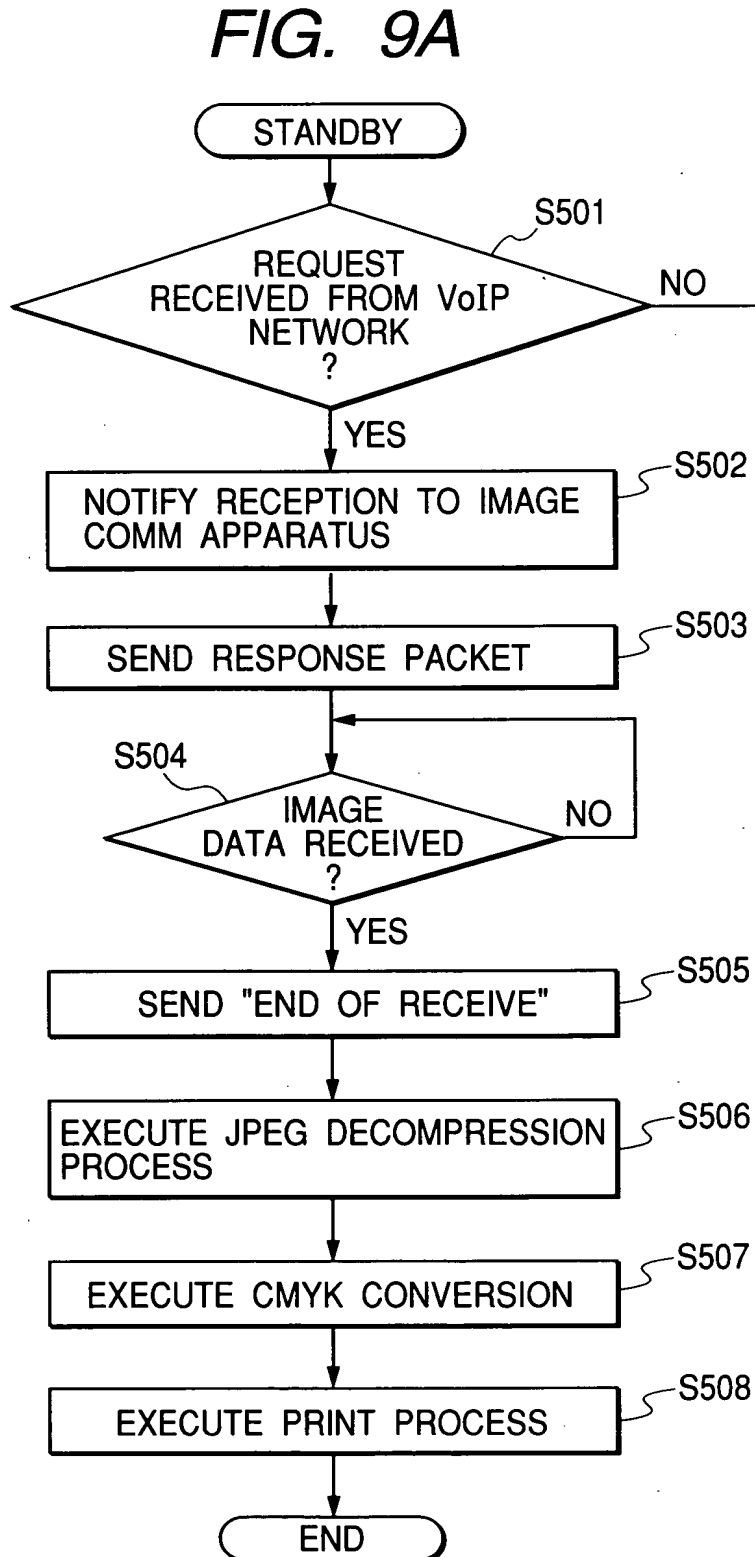 FIG. 9A
STANDBY
S501
REQUEST
RECEIVED FROM VoIP
NETWORK
?
NO
YES
S502
NOTIFY RECEPTION TO IMAGE
COMM APPARATUS
S503
SEND RESPONSE PACKET
S504
IMAGE
DATA RECEIVED
?
NO
YES
S505
SEND "END OF RECEIVE"
S506
EXECUTE JPEG DECOMPRESSION
PROCESS
S507
EXECUTE CMYK CONVERSION
S508
EXECUTE PRINT PROCESS
END